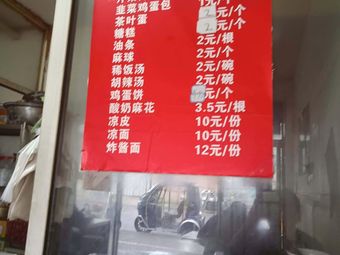 韭菜鸡蛋包 2元/个
茶叶蛋 2元/个
糖糕
油条 2元/根
麻球 2元/个
稀饭汤 2元/碗
胡辣汤 2元/碗
鸡蛋饼 元/个
酸奶麻花 3.5元/根
凉皮 10元/份
凉面 10元/份
炸酱面 12元/份